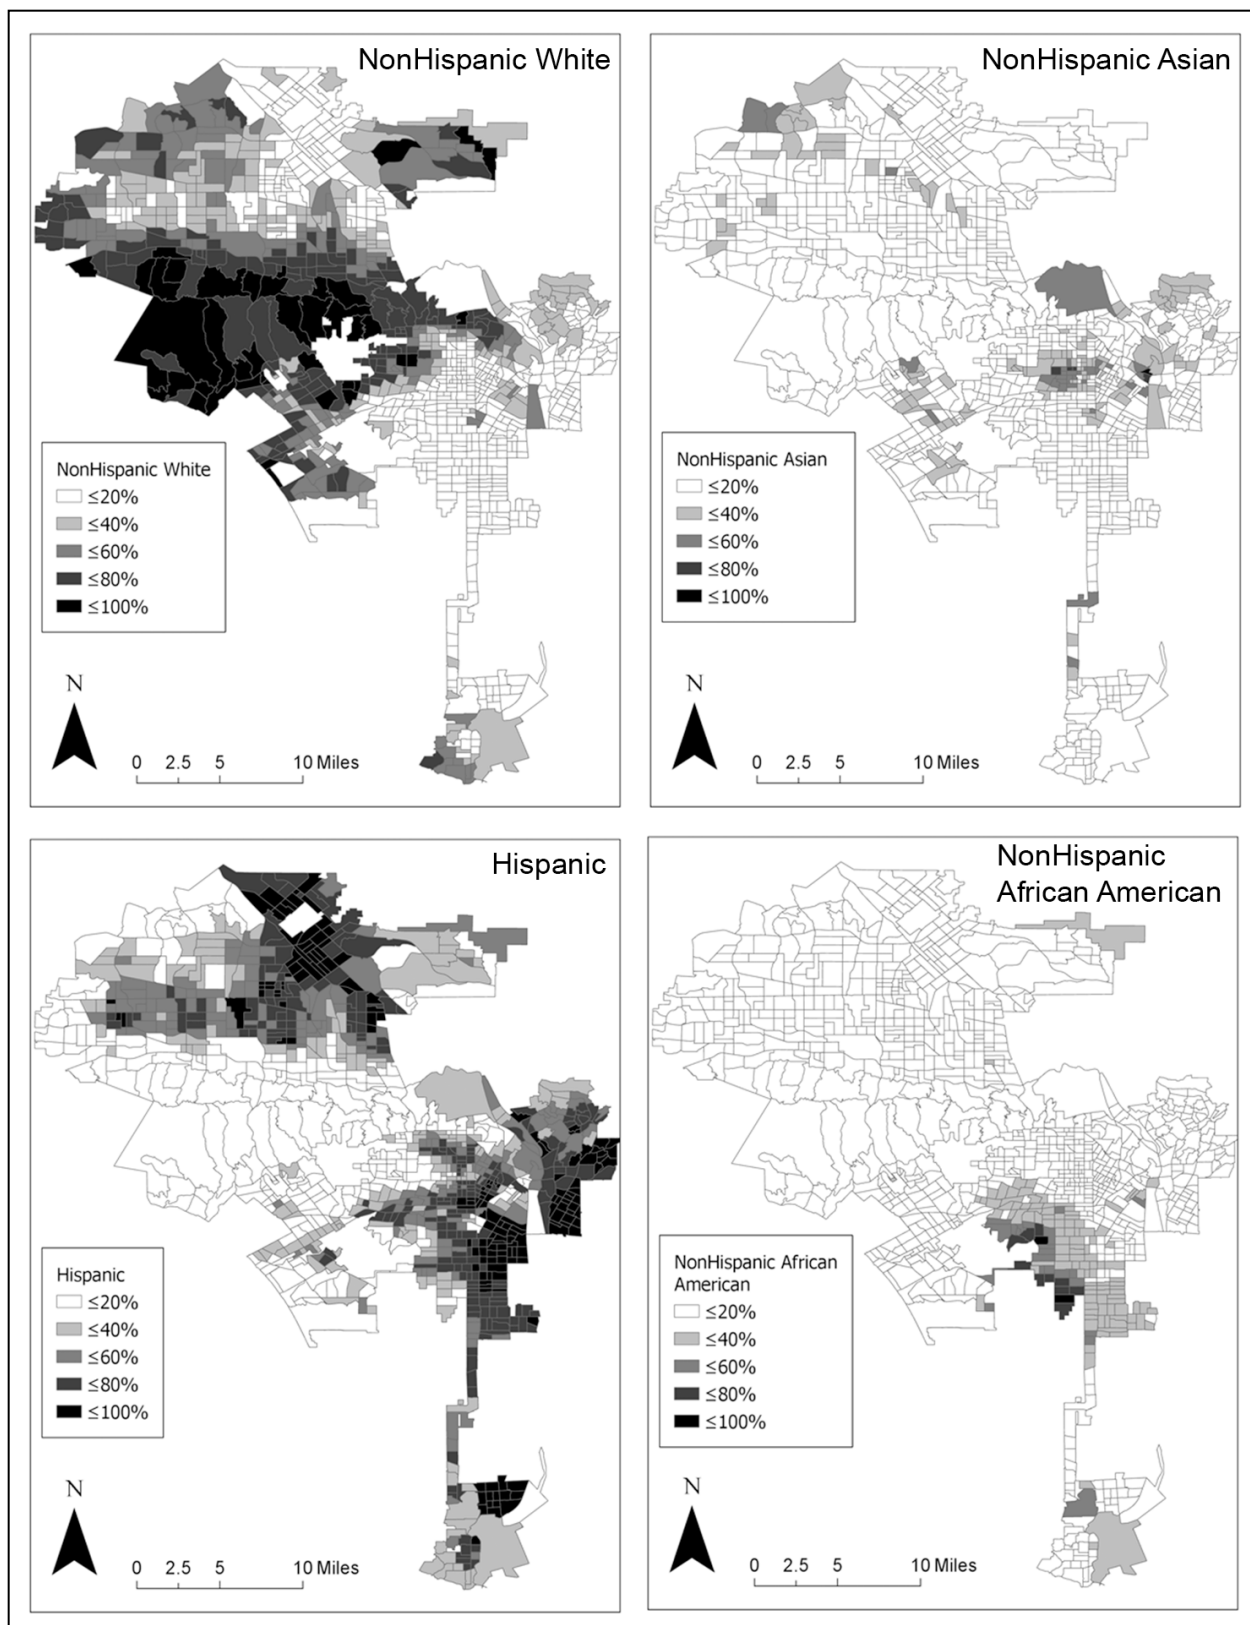 NonHispanic White
NonHispanic White
≤20%
≤40%
≤60%
≤80%
≤100%
N
0 2.5 5 10 Miles
NonHispanic Asian
NonHispanic Asian
≤20%
≤40%
≤60%
≤80%
≤100%
N
0 2.5 5 10 Miles
Hispanic
Hispanic
≤20%
≤40%
≤60%
≤80%
≤100%
N
0 2.5 5 10 Miles
NonHispanic
African American
NonHispanic African
American
≤20%
≤40%
≤60%
≤80%
≤100%
N
0 2.5 5 10 Miles